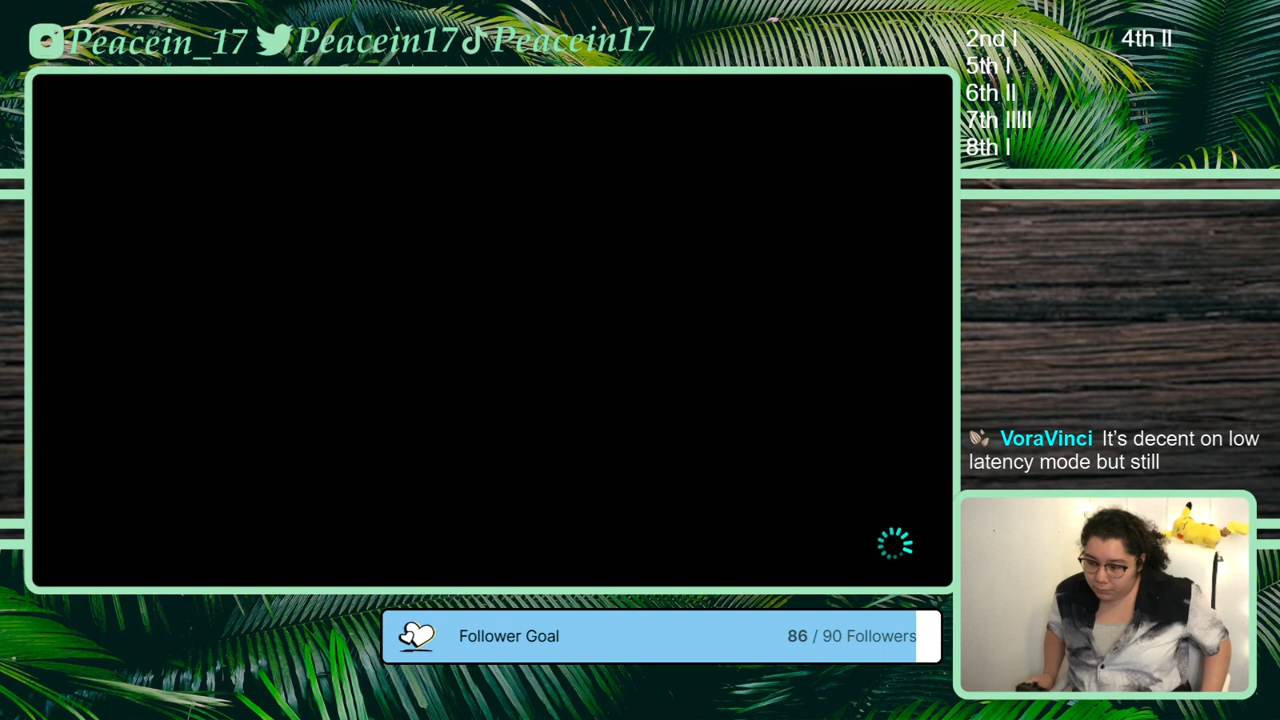 Peacein_17 Peacein17 Peacein17
2nd I 4th II
5th I
6th II
7th IIIII
8th I
VoraVinci It's decent on low
latency mode but still
Follower Goal 86 / 90 Followers